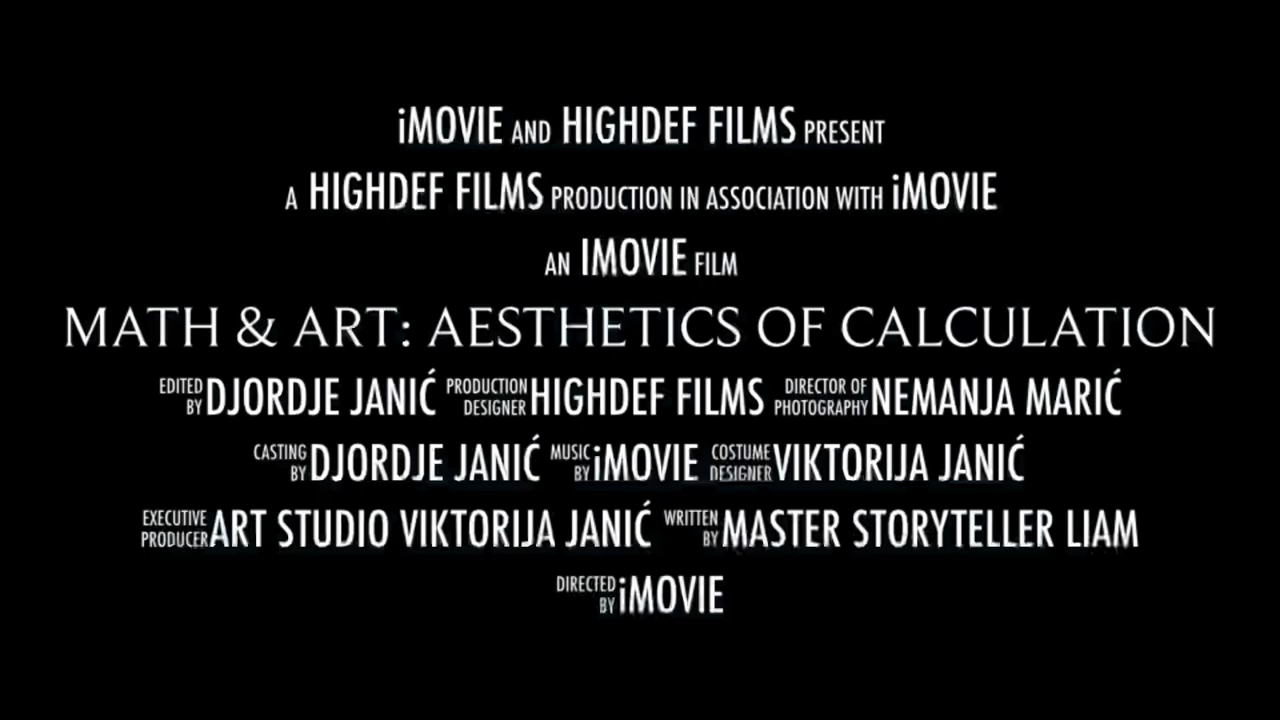 iMOVIE AND HIGHDEF FILMS PRESENT
A HIGHDEF FILMS PRODUCTION IN ASSOCIATION WITH iMOVIE
AN IMOVIE FILM
MATH & ART: AESTHETICS OF CALCULATION
EDITED BY DJORDJE JANIĆ PRODUCTION DESIGNER HIGHDEF FILMS DIRECTOR OF PHOTOGRAPHY NEMANJA MARIĆ
CASTING BY DJORDJE JANIĆ MUSIC BY iMOVIE COSTUME DESIGNER VIKTORIJA JANIĆ
EXECUTIVE PRODUCER ART STUDIO VIKTORIJA JANIĆ WRITTEN BY MASTER STORYTELLER LIAM
DIRECTED BY iMOVIE